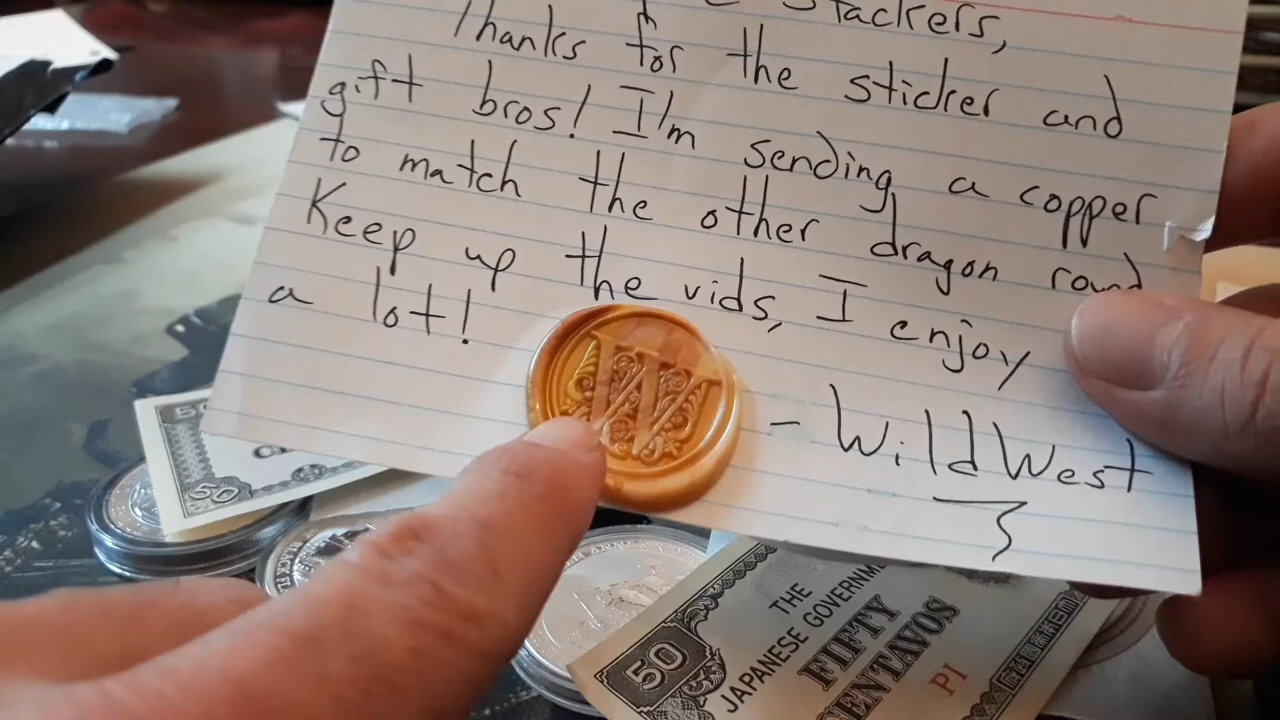 Stackers,
Thanks for the sticker and
gift bros! I'm sending a copper
to match the other dragon round
Keep up the vids, I enjoy
a lot!
W
- WildWest
50
50
THE
JAPANESE GOVERNM
FIFTY
CENTAVOS
PI